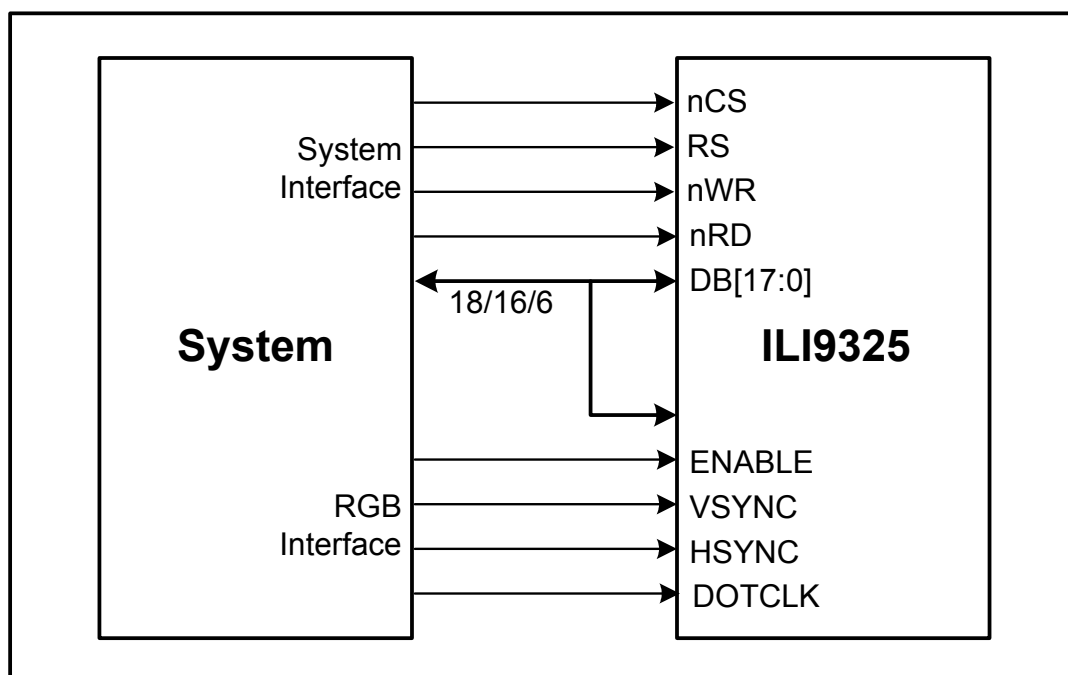 System
Interface
nCS
RS
nWR
nRD
DB[17:0]
18/16/6
System
ILI9325
RGB
Interface
ENABLE
VSYNC
HSYNC
DOTCLK